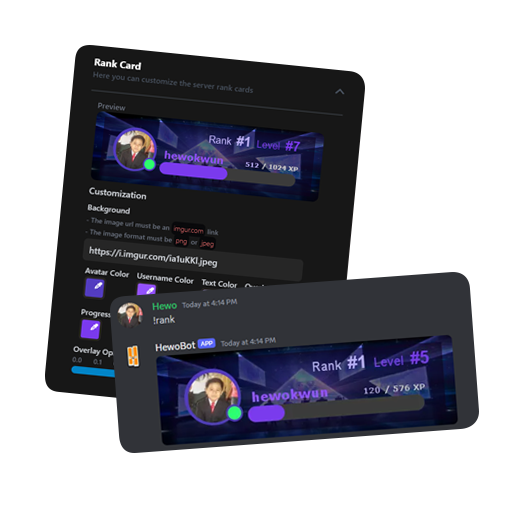 Rank Card
Here you can customize the server rank cards
Preview
Rank #1 Level #7
hewokwun
512 / 1024 XP
Customization
Background
- The image url must be an imgur.com link
- The image format must be png or jpeg
https://i.imgur.com/ia1uKKl.jpeg
Avatar Color Username Color Text Color
Progress
Overlay Op
0.0 0.1
Hewo Today at 4:14 PM
!rank
HewoBot APP Today at 4:14 PM
Rank #1 Level #5
hewokwun
120 / 576 XP